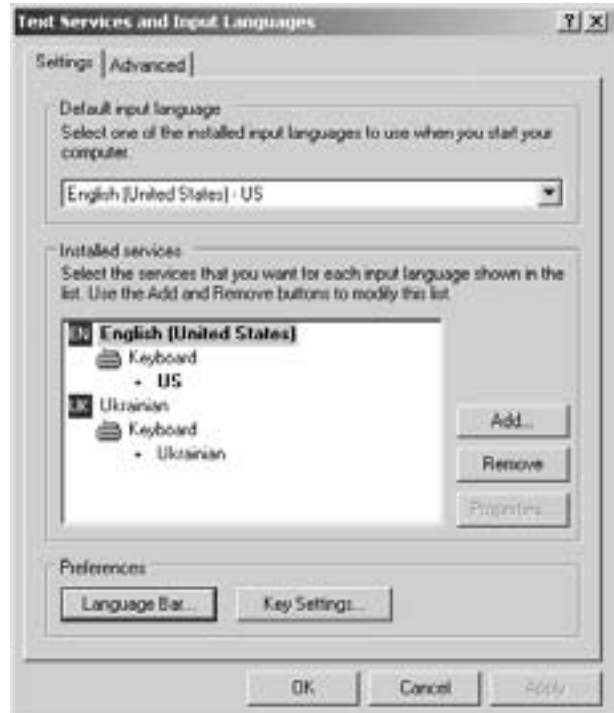 Text Services and Input Languages
Settings Advanced
Default input language
Select one of the installed input languages to use when you start your
computer.
English (United States) - US
Installed services
Select the services that you want for each input language shown in the
list. Use the Add and Remove buttons to modify this list.
EN English (United States)
Keyboard
• US
UK Ukrainian
Keyboard
• Ukrainian
Add...
Remove
Properties...
Preferences
Language Bar... Key Settings...
OK Cancel Apply